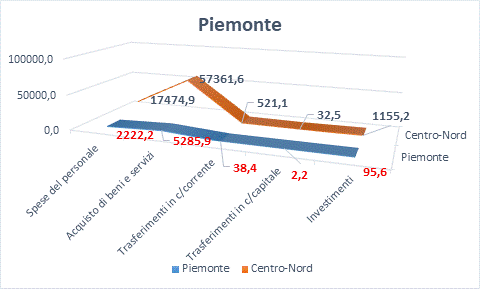 Piemonte
100000,0
50000,0
0,0
17474,9
57361,6
521,1
32,5
1155,2
2222,2
5285,9
38,4
2,2
95,6
Centro-Nord
Piemonte
Spese del personale
Acquisto di beni e servizi
Trasferimenti in c/corrente
Trasferimenti in c/capitale
Investimenti
Piemonte Centro-Nord